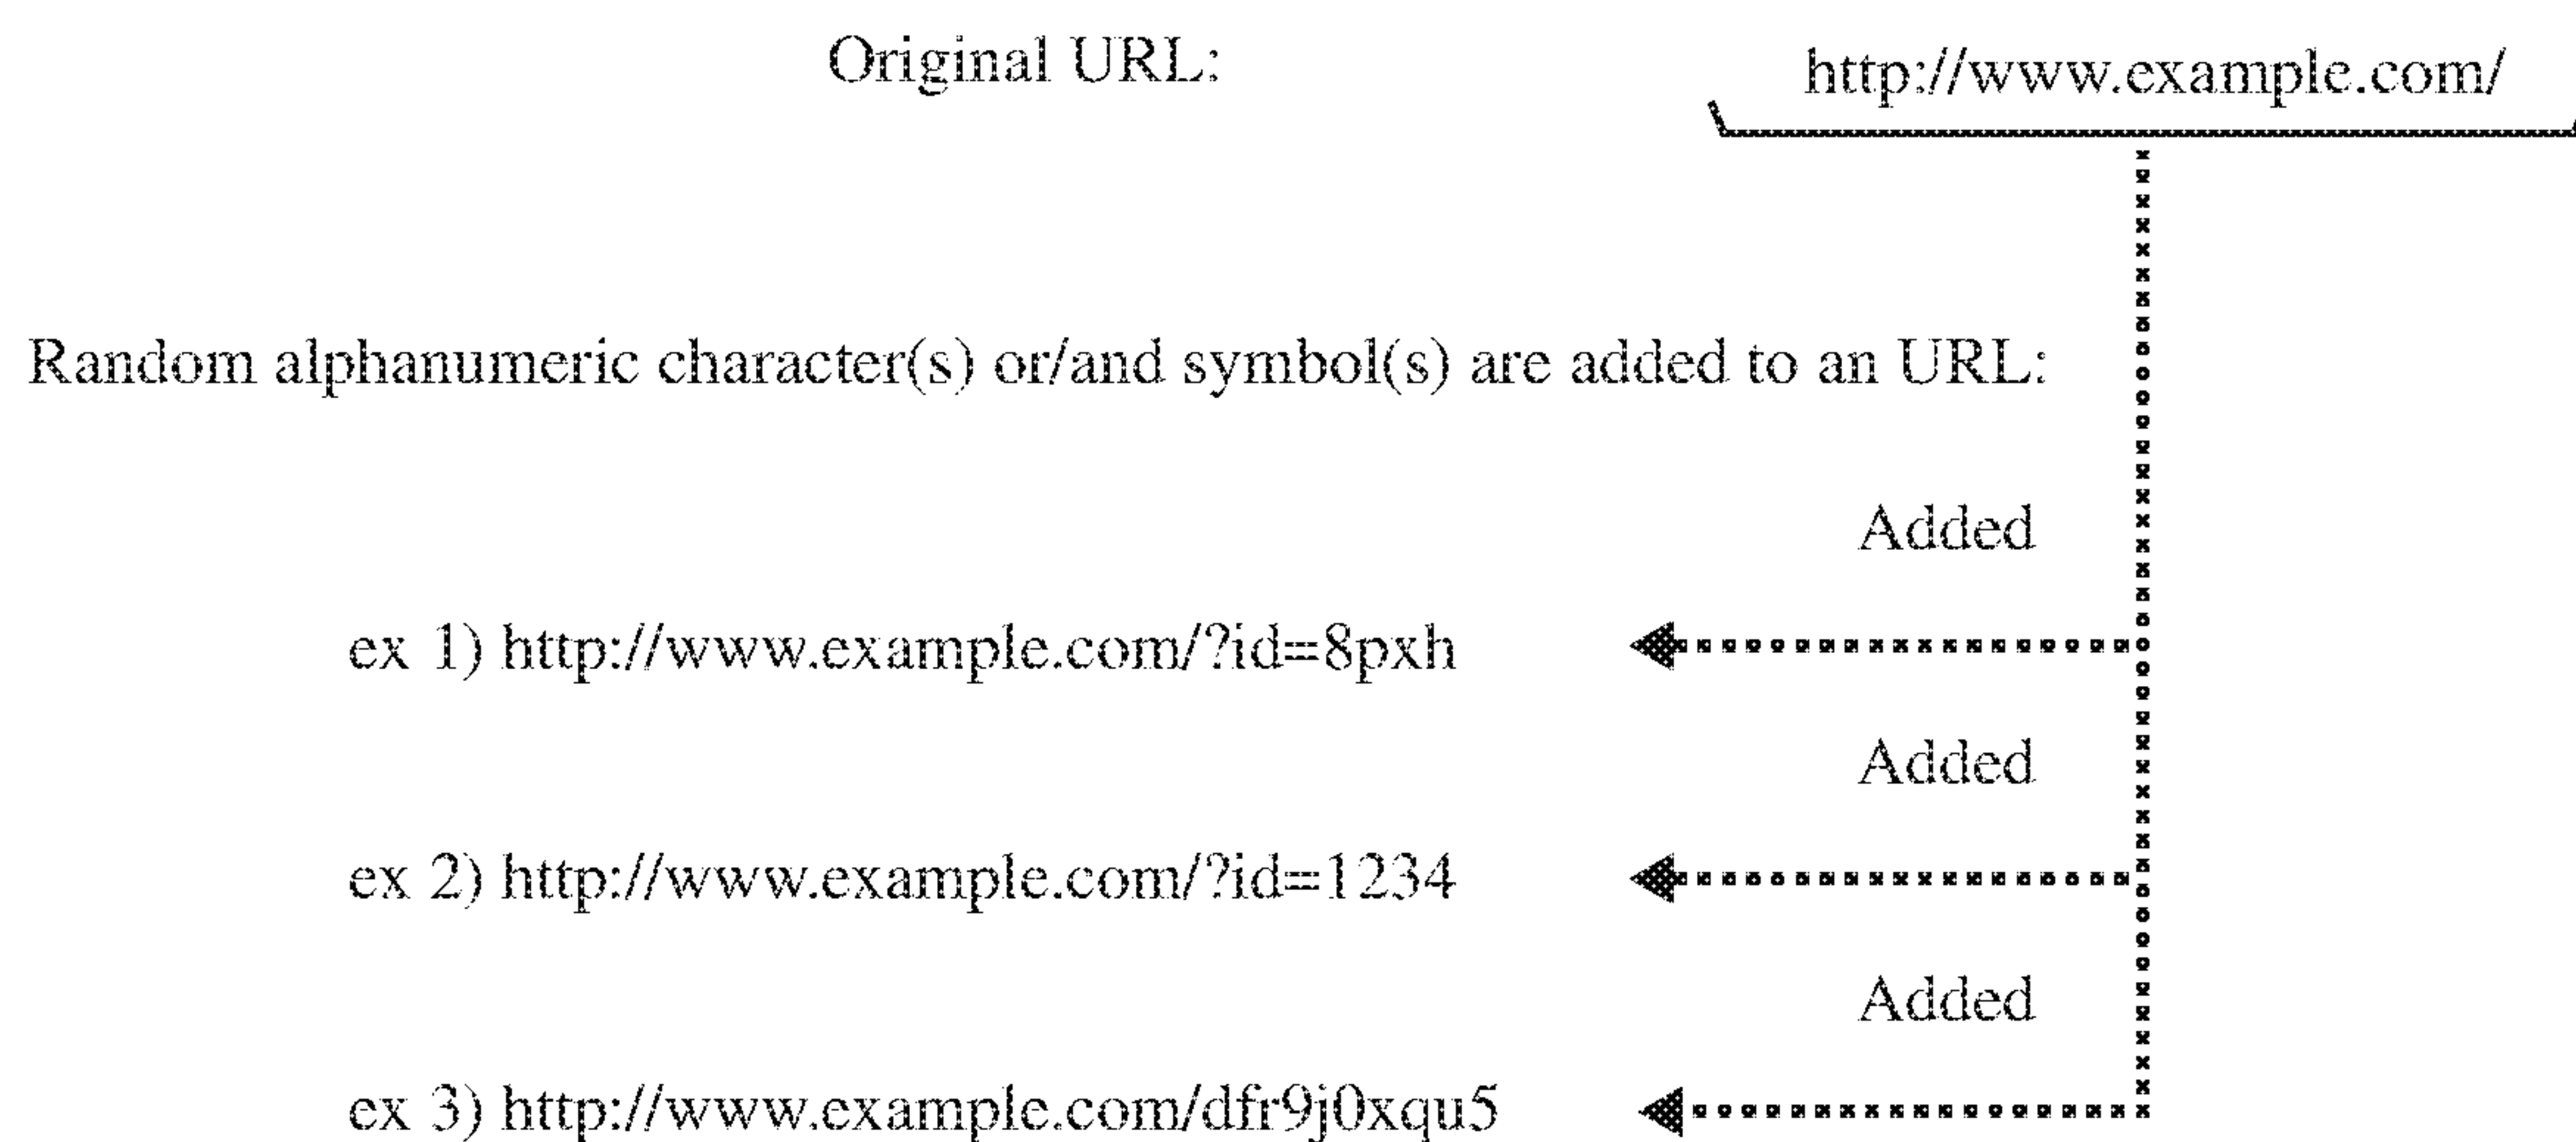 Original URL: http://www.example.com/
Random alphanumeric character(s) or/and symbol(s) are added to an URL:
Added
ex 1) http://www.example.com/?id=8pxh
Added
ex 2) http://www.example.com/?id=1234
Added
ex 3) http://www.example.com/dfr9j0xqu5